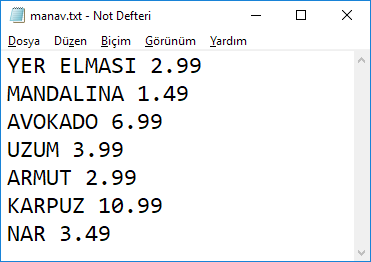 manav.txt - Not Defteri
Dosya Düzen Biçim Görünüm Yardım
YER ELMASI 2.99
MANDALINA 1.49
AVOKADO 6.99
UZUM 3.99
ARMUT 2.99
KARPUZ 10.99
NAR 3.49